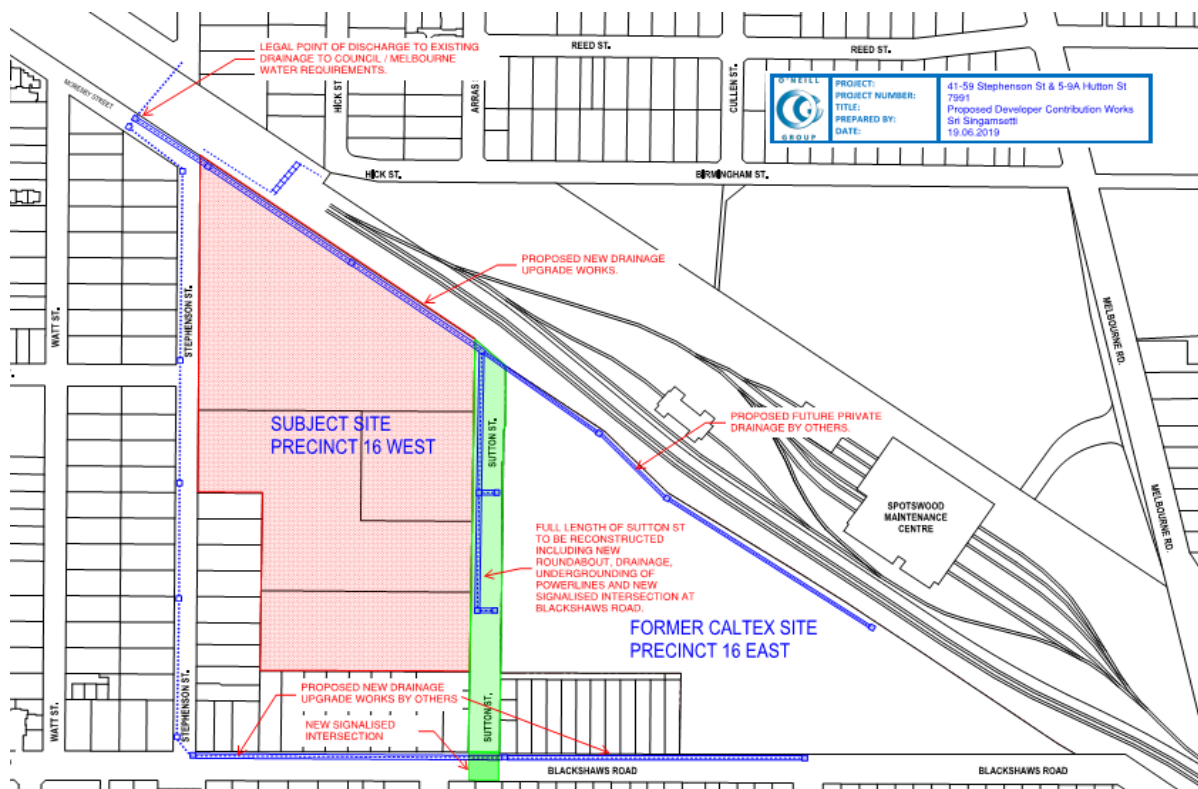 REED ST.
REED ST.
LEGAL POINT OF DISCHARGE TO EXISTING
DRAINAGE TO COUNCIL / MELBOURNE
WATER REQUIREMENTS.
MORESBY STREET
HICK ST
ARRAS
CULLEN ST.
O'NEILL
GROUP
PROJECT: 41-59 Stephenson St & 5-9A Hutton St
PROJECT NUMBER: 7991
TITLE: Proposed Developer Contribution Works
PREPARED BY: Sri Singamsetti
DATE: 19.06.2019
HICK ST.
BIRMINGHAM ST.
PROPOSED NEW DRAINAGE
UPGRADE WORKS.
WATT ST.
STEPHENSON ST.
MELBOURNE RD.
SUBJECT SITE
PRECINCT 16 WEST
SUTTON ST.
PROPOSED FUTURE PRIVATE
DRAINAGE BY OTHERS.
MELBOURNE RD.
SPOTSWOOD
MAINTENANCE
CENTRE
FULL LENGTH OF SUTTON ST
TO BE RECONSTRUCTED
INCLUDING NEW
ROUNDABOUT, DRAINAGE,
UNDERGROUNDING OF
POWERLINES AND NEW
SIGNALISED INTERSECTION AT
BLACKSHAWS ROAD.
FORMER CALTEX SITE
PRECINCT 16 EAST
WATT ST.
STEPHENSON ST.
PROPOSED NEW DRAINAGE
UPGRADE WORKS BY OTHERS
SUTTON ST.
NEW SIGNALISED
INTERSECTION
BLACKSHAWS ROAD
BLACKSHAWS ROAD